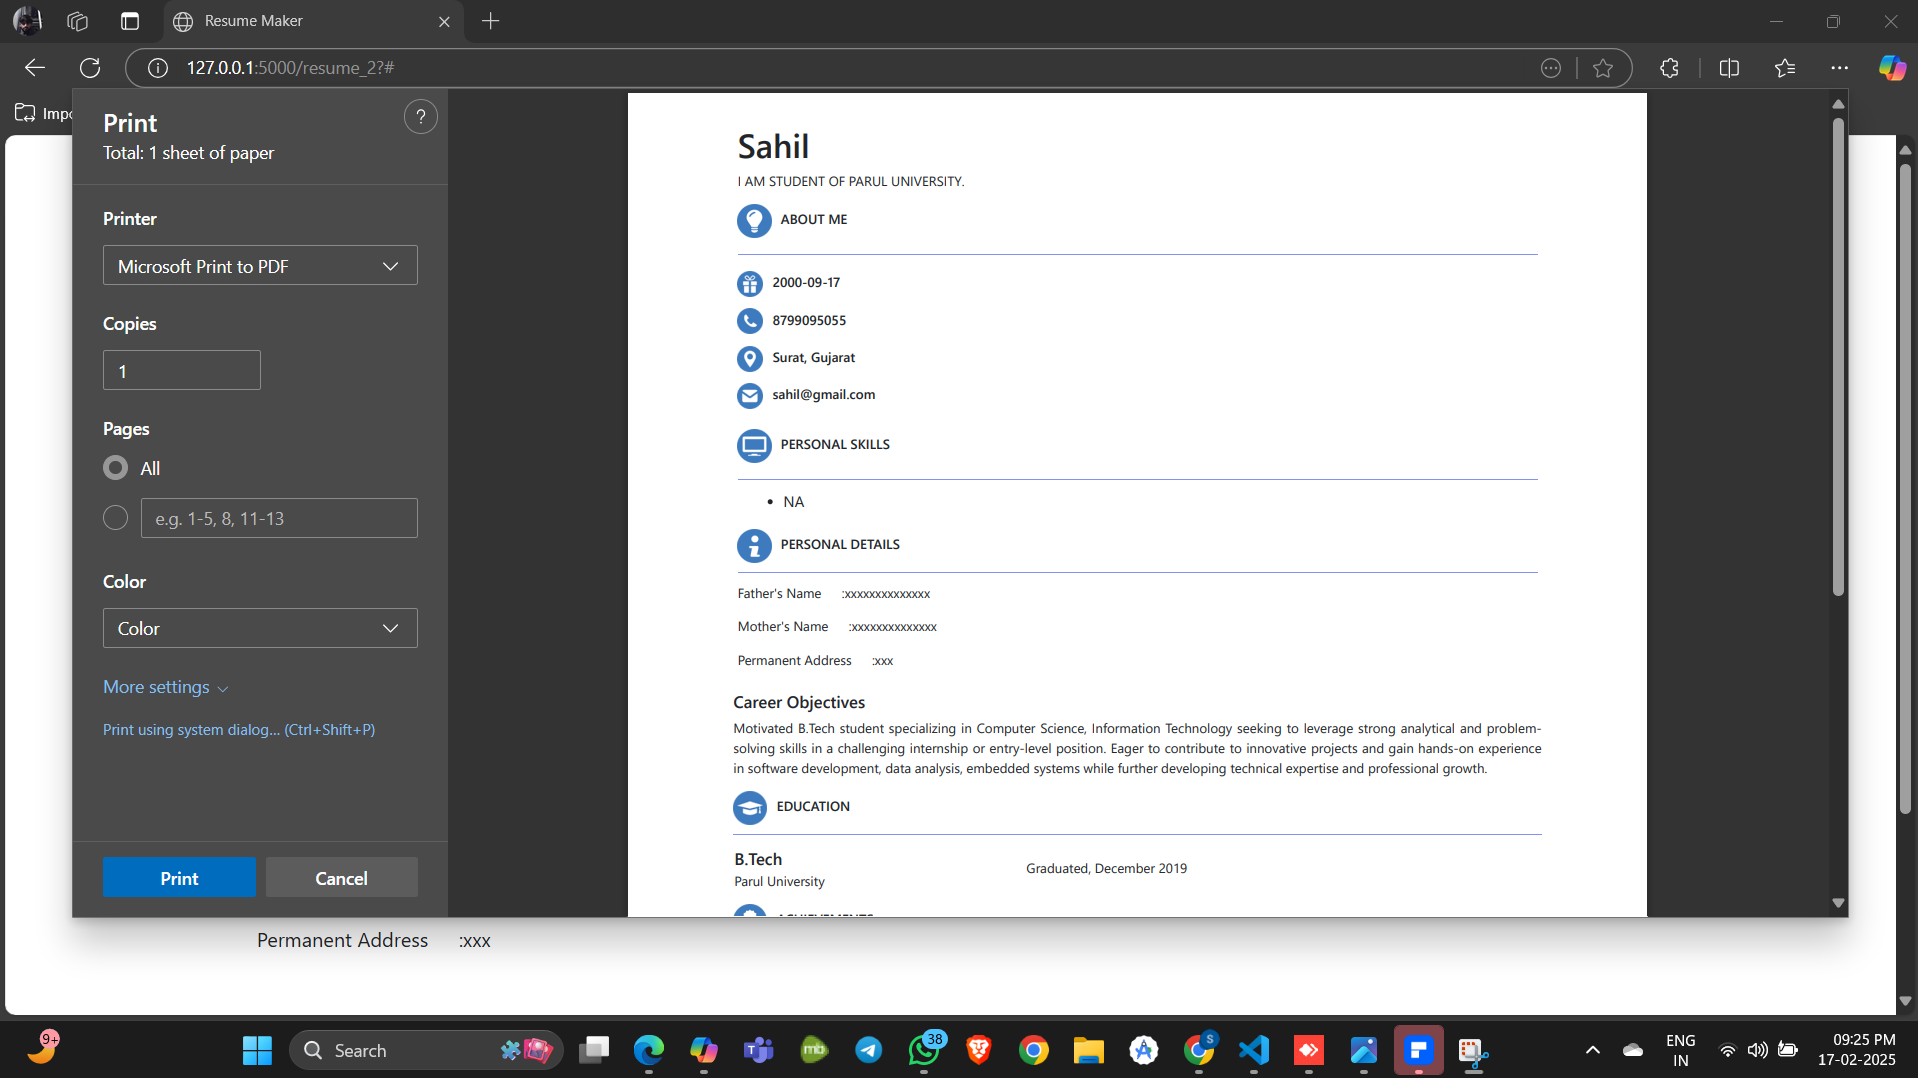 Resume Maker
127.0.0.1:5000/resume_2?#
Impo
Print
?
Total: 1 sheet of paper
Printer
Microsoft Print to PDF
Copies
1
Pages
All
e.g. 1-5, 8, 11-13
Color
Color
More settings
Print using system dialog... (Ctrl+Shift+P)
Print
Cancel
Sahil
I AM STUDENT OF PARUL UNIVERSITY.
ABOUT ME
2000-09-17
8799095055
Surat, Gujarat
sahil@gmail.com
PERSONAL SKILLS
• NA
PERSONAL DETAILS
Father's Name :xxxxxxxxxxxxxx
Mother's Name :xxxxxxxxxxxxxx
Permanent Address :xxx
Career Objectives
Motivated B.Tech student specializing in Computer Science, Information Technology seeking to leverage strong analytical and problem-
solving skills in a challenging internship or entry-level position. Eager to contribute to innovative projects and gain hands-on experience
in software development, data analysis, embedded systems while further developing technical expertise and professional growth.
EDUCATION
B.Tech
Graduated, December 2019
Parul University
Permanent Address :xxx
9+
Search
38
S
ENG
IN
09:25 PM
17-02-2025